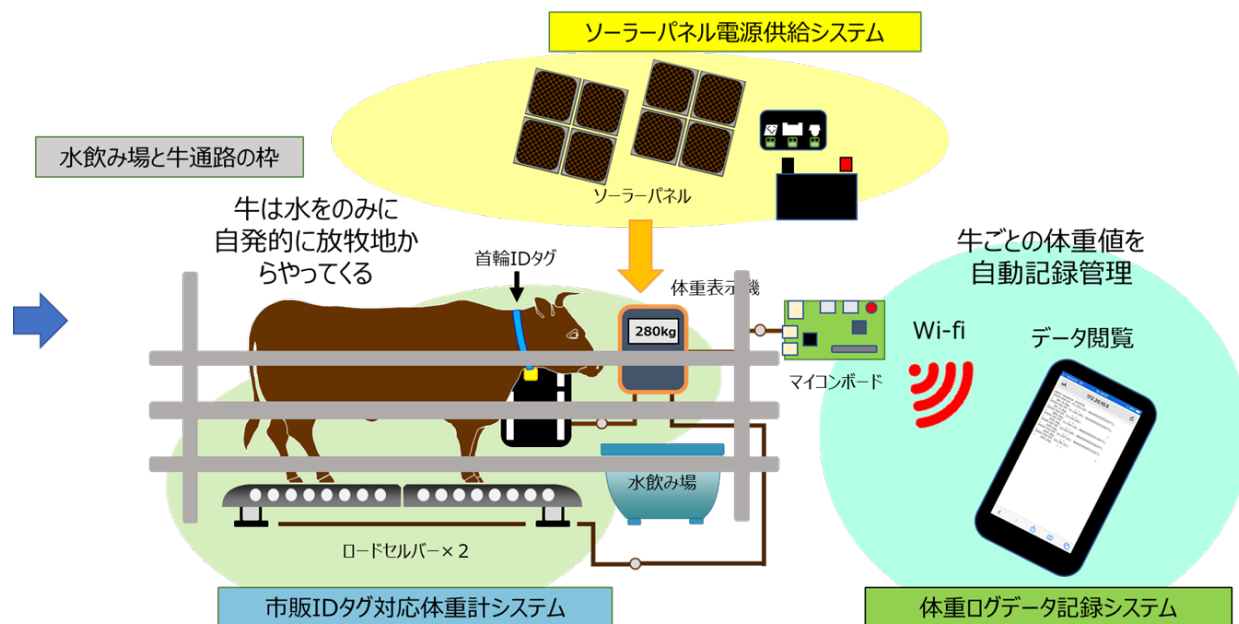 ソーラーパネル電源供給システム
ソーラーパネル
水飲み場と牛通路の枠
牛は水をのみに
自発的に放牧地か
らやってくる
首輪IDタグ
体重表示機
280kg
マイコンボード
牛ごとの体重値を
自動記録管理
Wi-fi
データ閲覧
172.20.10.5
水飲み場
ロードセルバー×2
市販IDタグ対応体重計システム
体重ログデータ記録システム